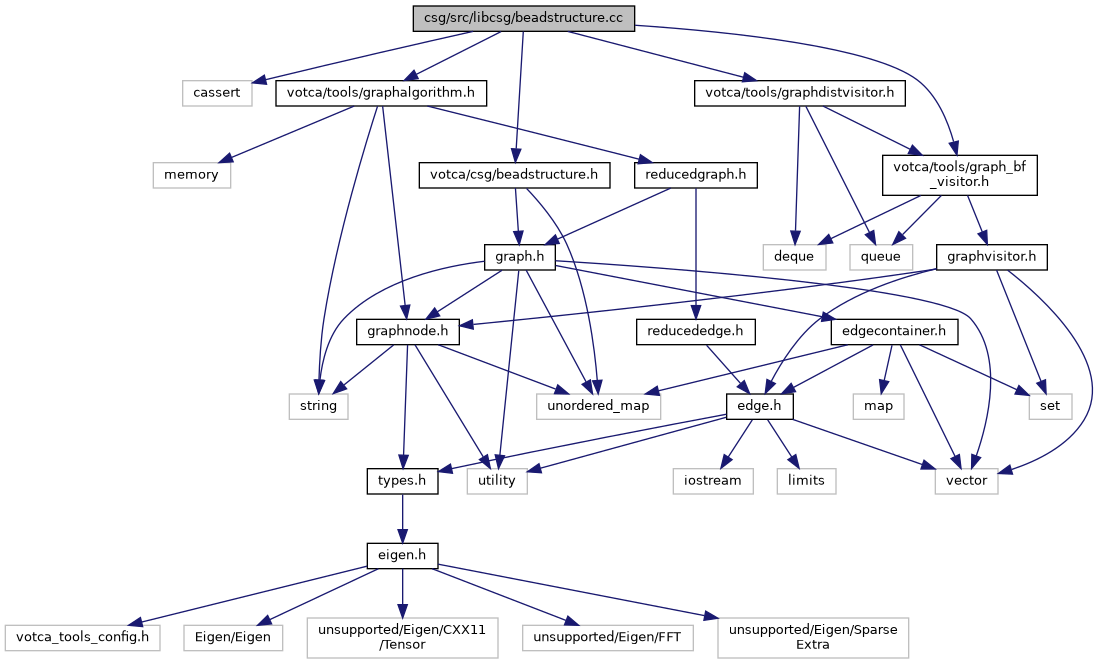 csg/src/libcsg/beadstructure.cc
cassert
votca/tools/graphalgorithm.h
votca/tools/graphdistvisitor.h
memory
votca/csg/beadstructure.h
reducedgraph.h
votca/tools/graph_bf
_visitor.h
graph.h
deque
queue
graphvisitor.h
graphnode.h
reducededge.h
edgecontainer.h
string
unordered_map
edge.h
map
set
types.h
utility
iostream
limits
vector
eigen.h
votca_tools_config.h
Eigen/Eigen
unsupported/Eigen/CXX11
/Tensor
unsupported/Eigen/FFT
unsupported/Eigen/Sparse
Extra